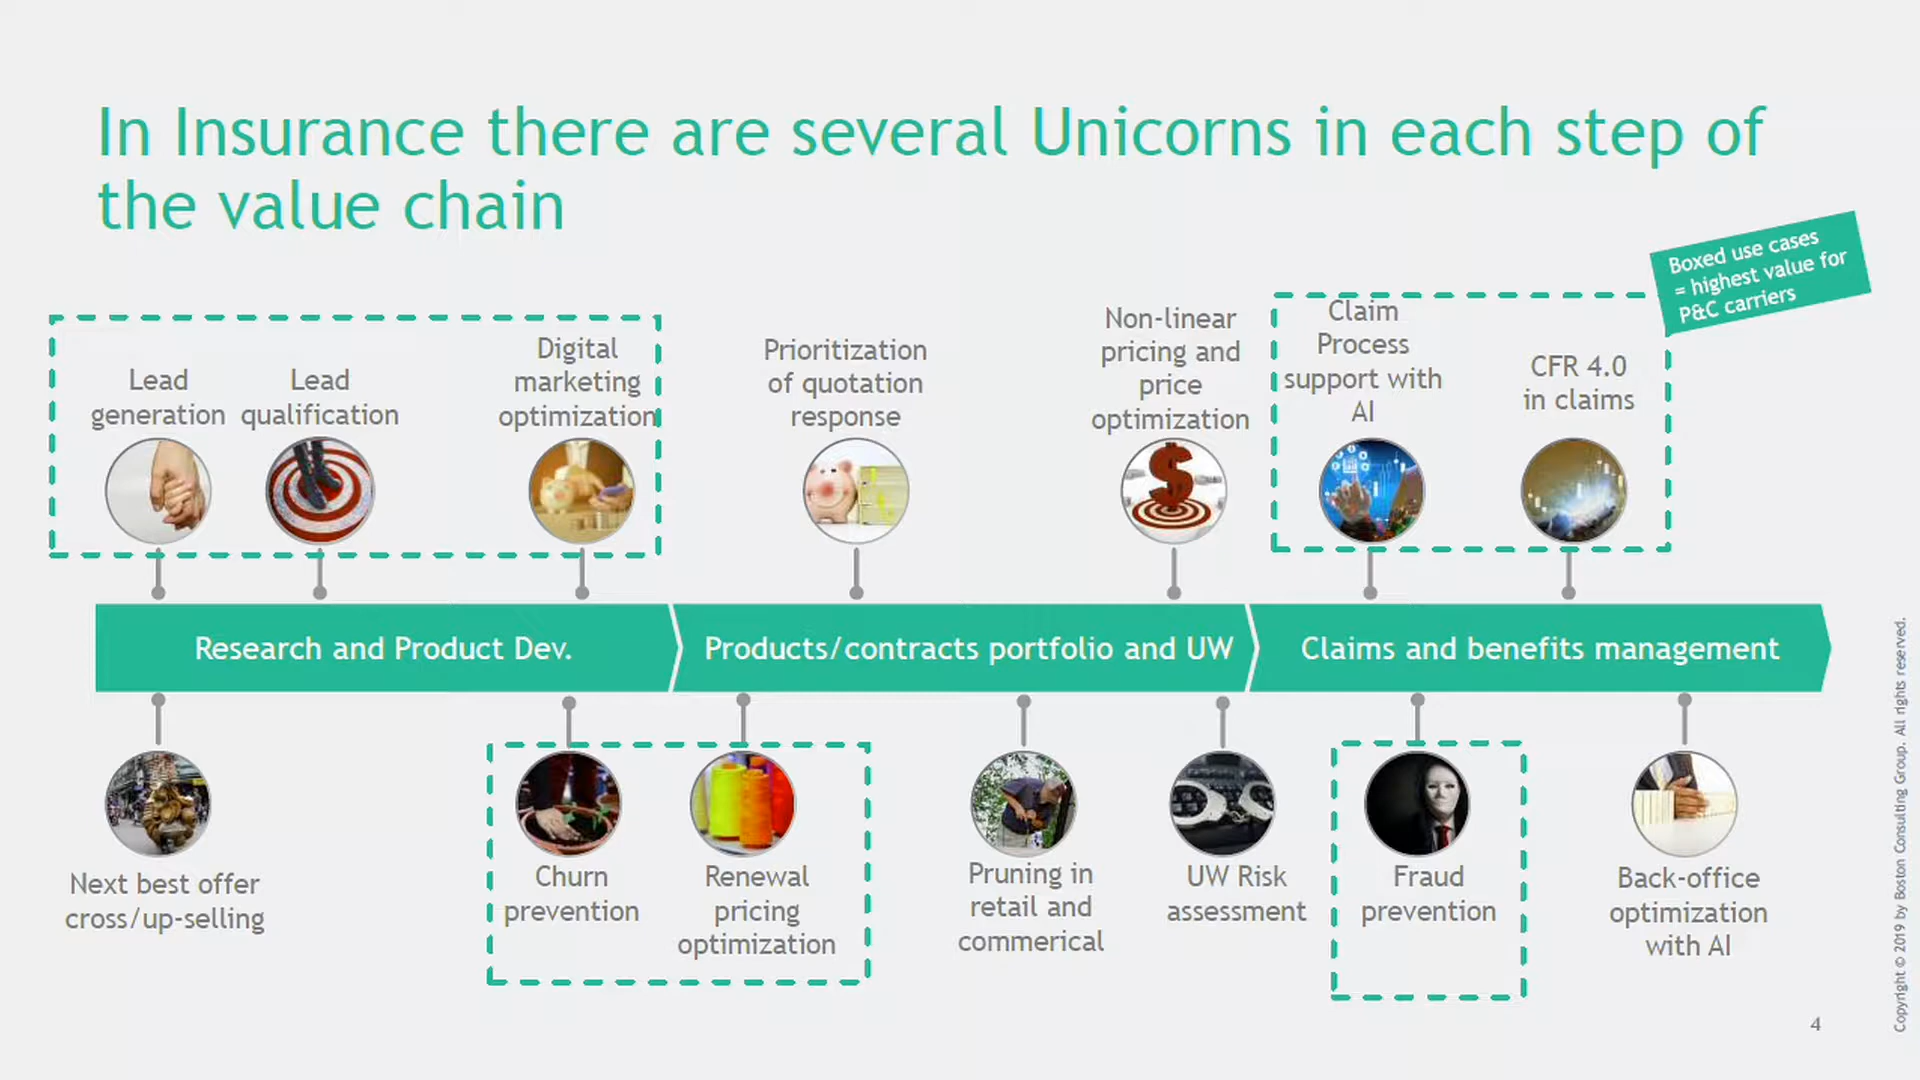 In Insurance there are several Unicorns in each step of
the value chain
Boxed use cases
= highest value for
P&C carriers
Lead
generation
Lead
qualification
Digital
marketing
optimization
Prioritization
of quotation
response
Non-linear
pricing and
price
optimization
Claim
Process
support with
AI
CFR 4.0
in claims
Research and Product Dev.
Products/contracts portfolio and UW
Claims and benefits management
Next best offer
cross/up-selling
Churn
prevention
Renewal
pricing
optimization
Pruning in
retail and
commerical
UW Risk
assessment
Fraud
prevention
Back-office
optimization
with AI
Copyright © 2019 by Boston Consulting Group. All rights reserved.
4